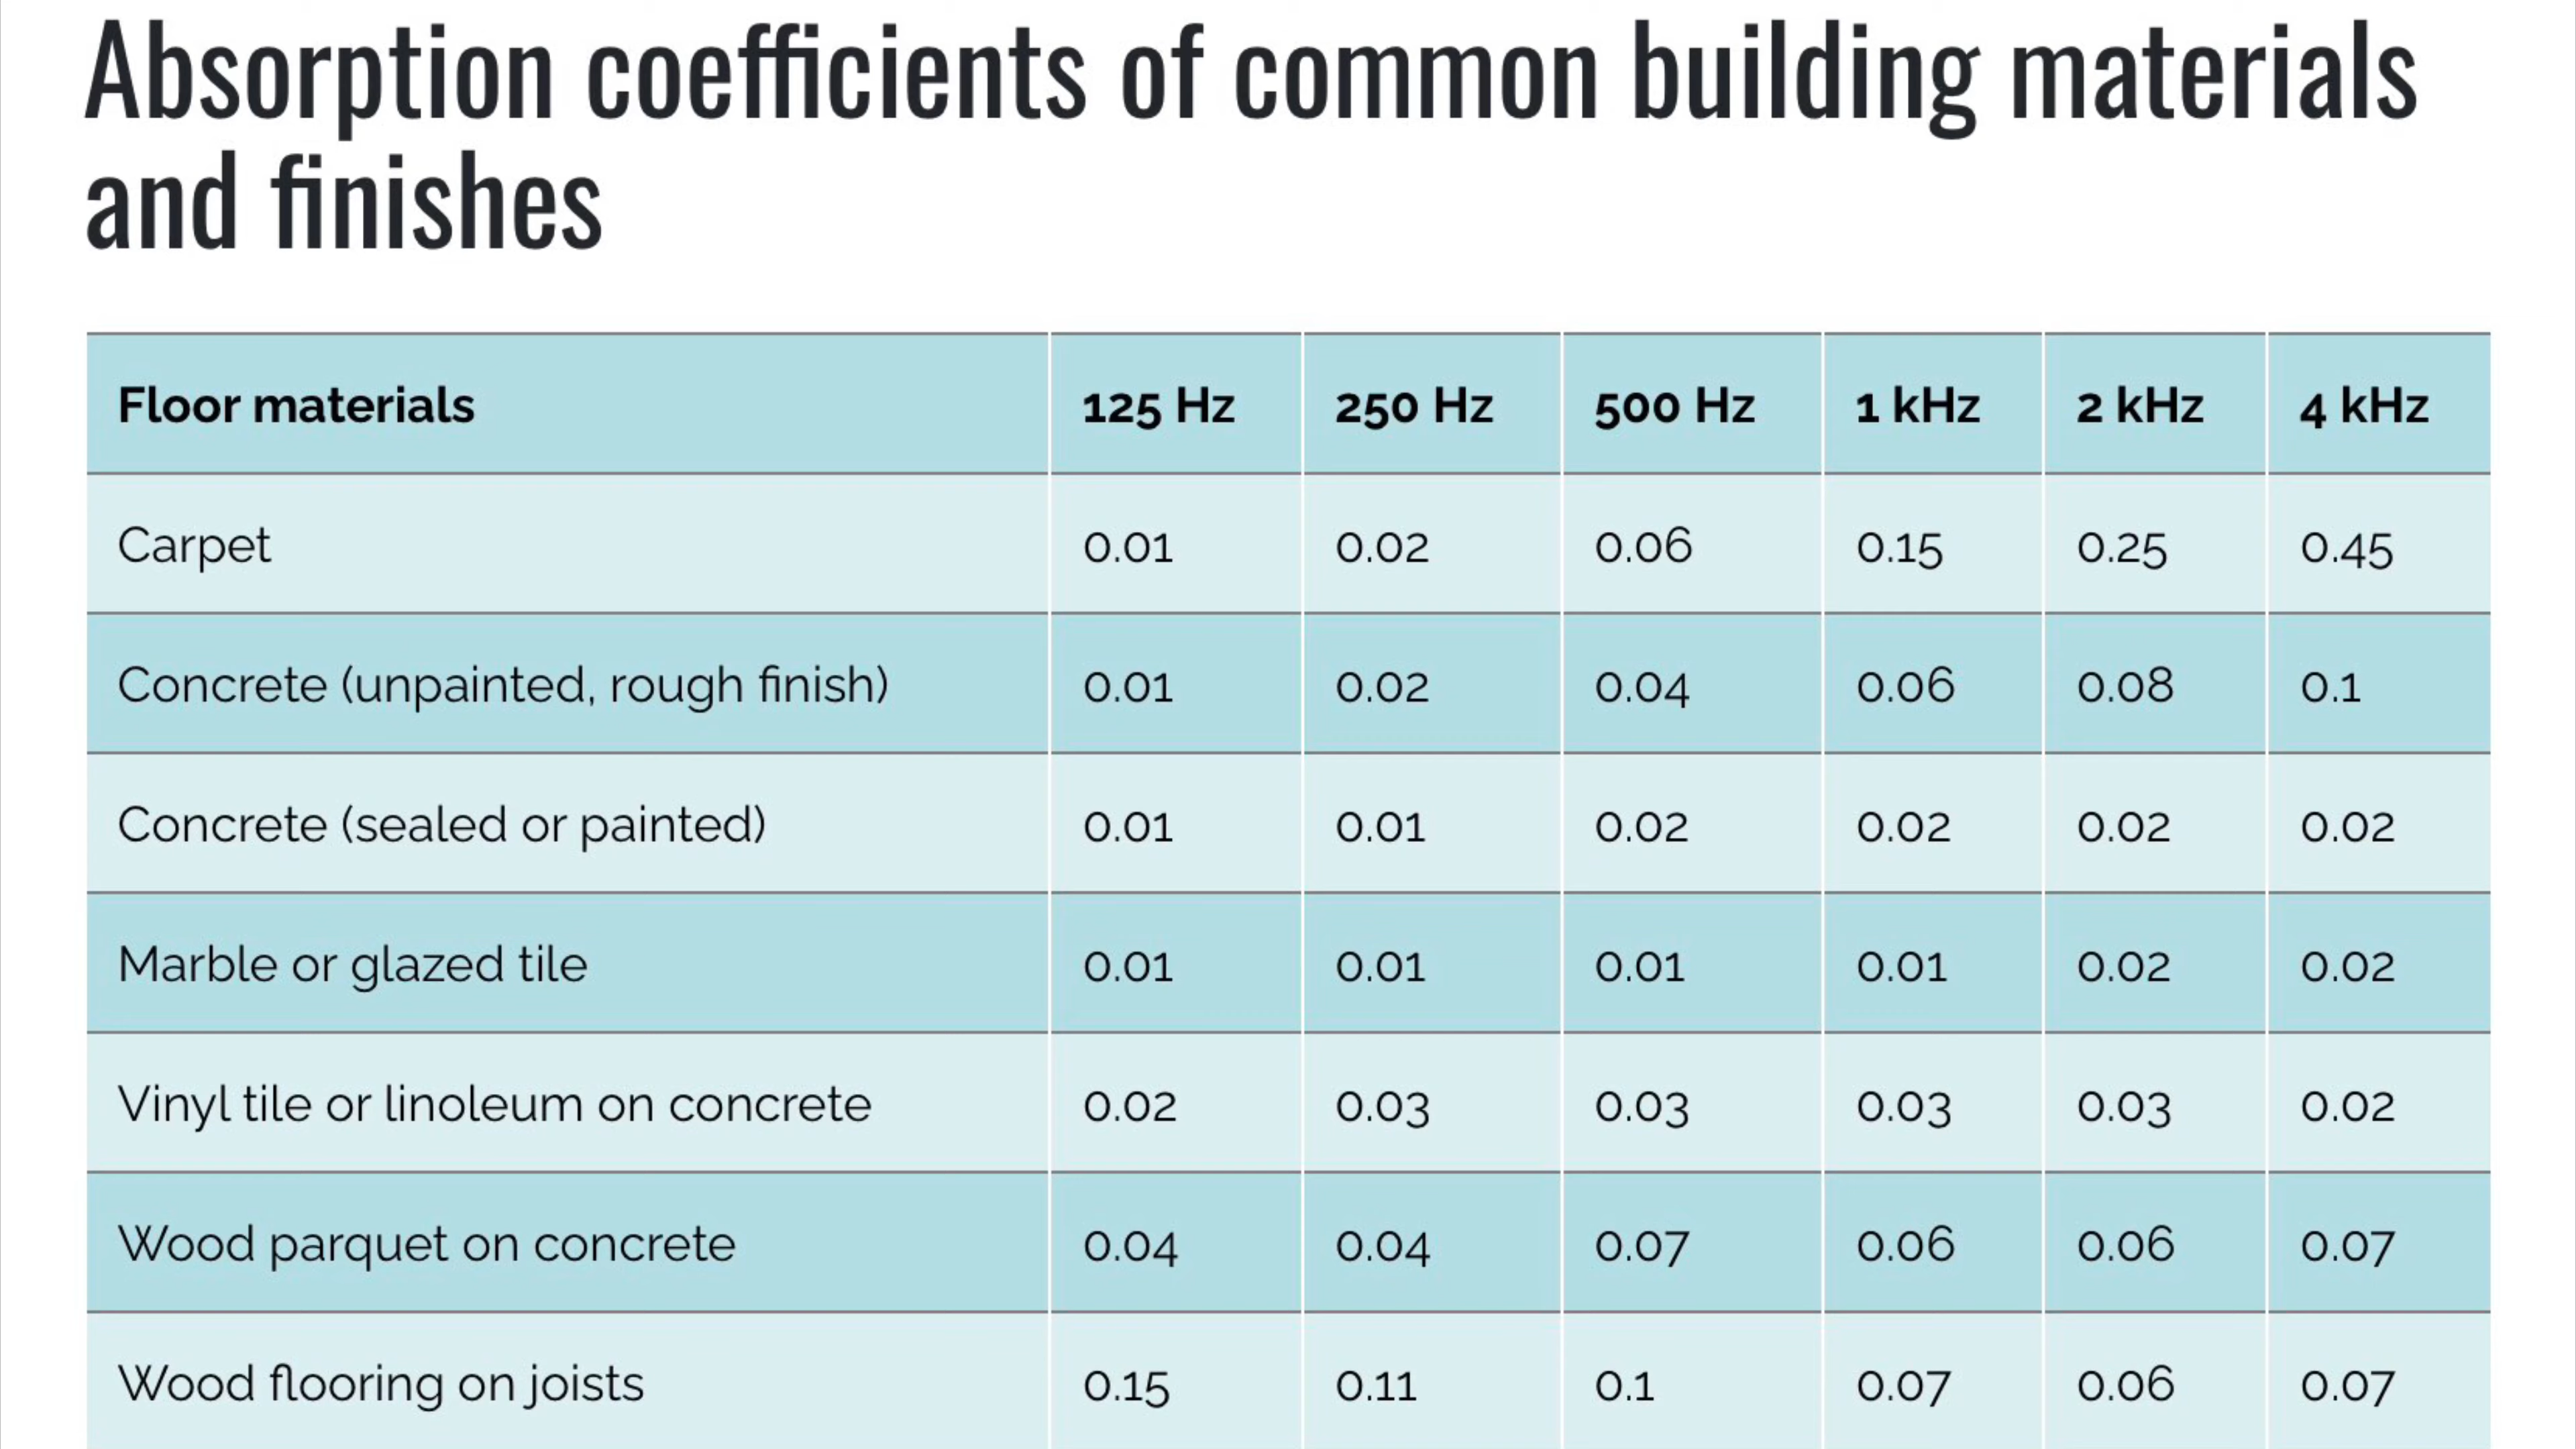 Absorption coefficients of common building materials
and finishes
Floor materials 125 Hz 250 Hz 500 Hz 1 kHz 2 kHz 4 kHz
Carpet 0.01 0.02 0.06 0.15 0.25 0.45
Concrete (unpainted, rough finish) 0.01 0.02 0.04 0.06 0.08 0.1
Concrete (sealed or painted) 0.01 0.01 0.02 0.02 0.02 0.02
Marble or glazed tile 0.01 0.01 0.01 0.01 0.02 0.02
Vinyl tile or linoleum on concrete 0.02 0.03 0.03 0.03 0.03 0.02
Wood parquet on concrete 0.04 0.04 0.07 0.06 0.06 0.07
Wood flooring on joists 0.15 0.11 0.1 0.07 0.06 0.07